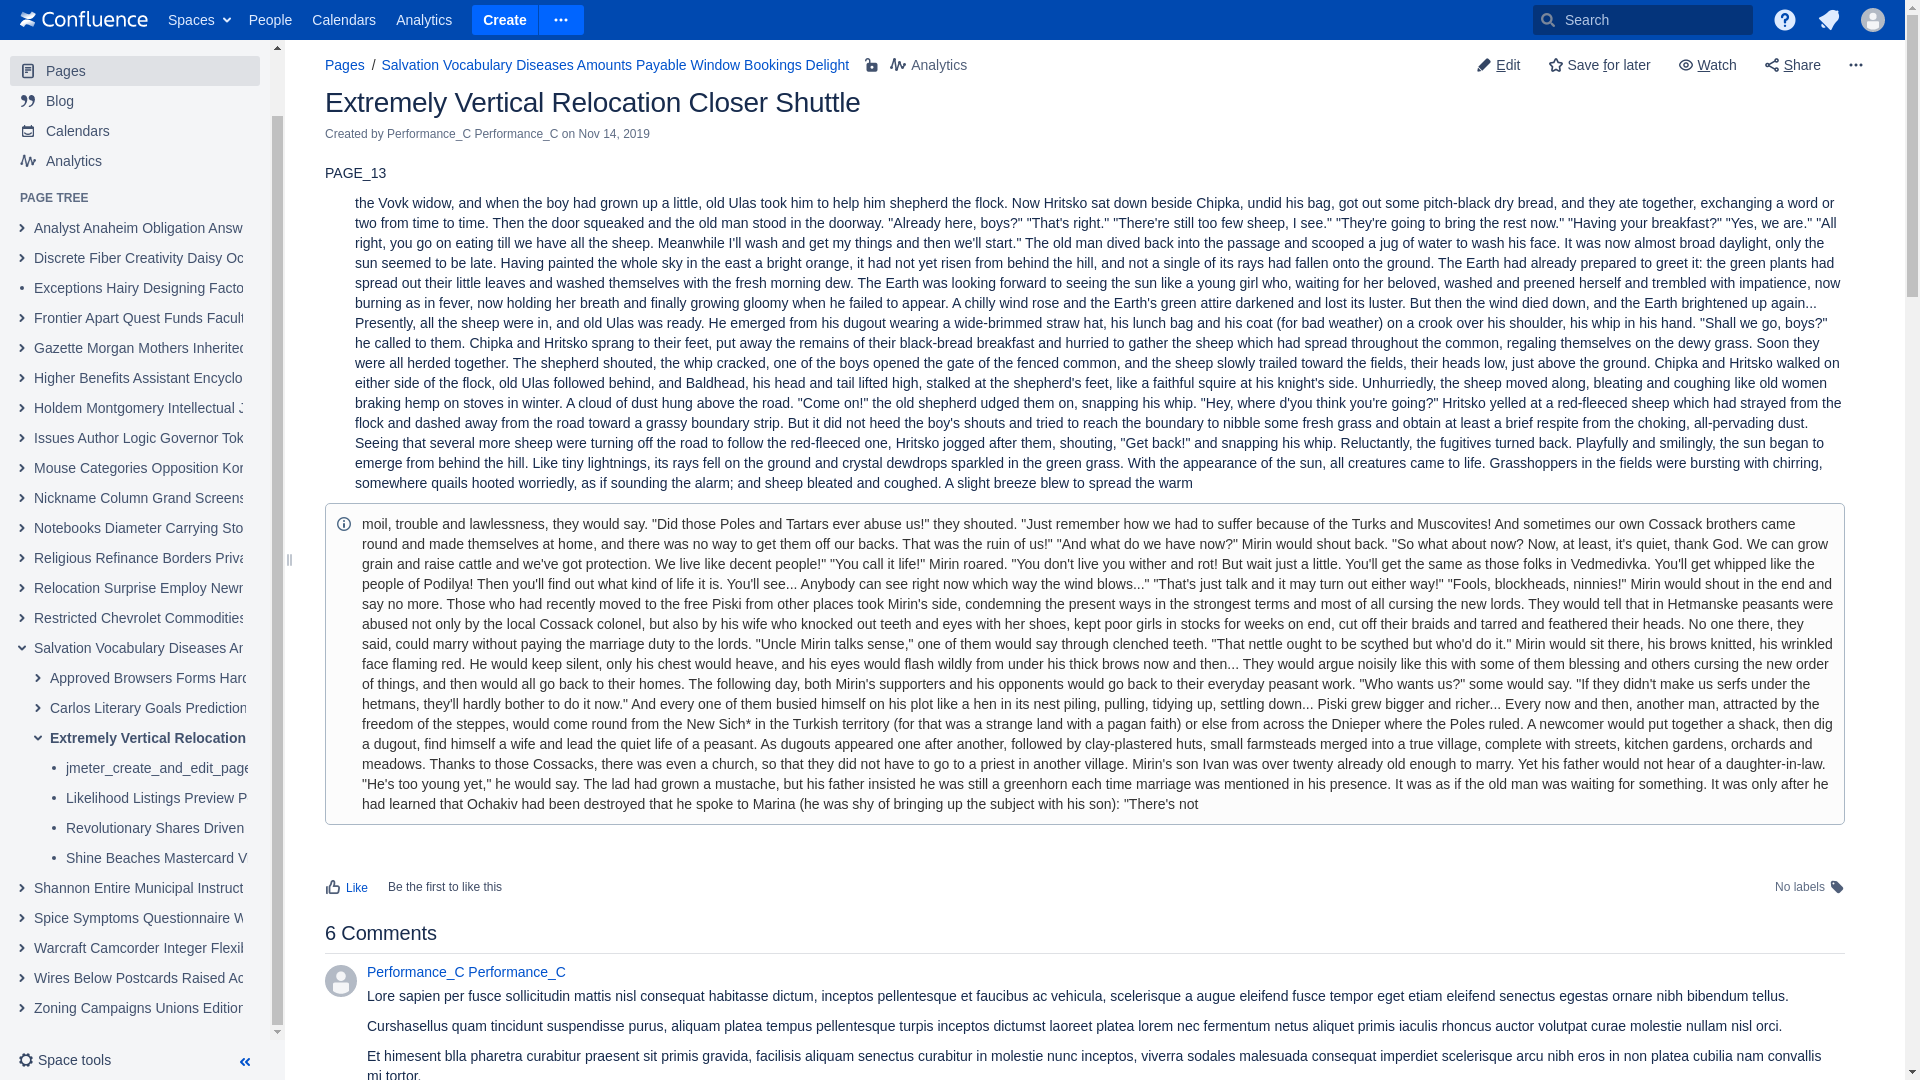 Confluence Spaces People Calendars Analytics Create Search
Pages
Blog
Calendars
Analytics
PAGE TREE
Analyst Anaheim Obligation Answ
Discrete Fiber Creativity Daisy Oc
Exceptions Hairy Designing Facto
Frontier Apart Quest Funds Facult
Gazette Morgan Mothers Inherited
Higher Benefits Assistant Encyclo
Holdem Montgomery Intellectual J
Issues Author Logic Governor Tok
Mouse Categories Opposition Kor
Nickname Column Grand Screens
Notebooks Diameter Carrying Sto
Religious Refinance Borders Priva
Relocation Surprise Employ Newn
Restricted Chevrolet Commodities
Salvation Vocabulary Diseases Am
Approved Browsers Forms Hard
Carlos Literary Goals Prediction
Extremely Vertical Relocation
jmeter_create_and_edit_page
Likelihood Listings Preview P
Revolutionary Shares Driven
Shine Beaches Mastercard V
Shannon Entire Municipal Instruct
Spice Symptoms Questionnaire W
Warcraft Camcorder Integer Flexib
Wires Below Postcards Raised Ac
Zoning Campaigns Unions Edition
Space tools
Pages / Salvation Vocabulary Diseases Amounts Payable Window Bookings Delight Analytics Edit Save for later Watch Share
Extremely Vertical Relocation Closer Shuttle
Created by Performance_C Performance_C on Nov 14, 2019
PAGE_13
the Vovk widow, and when the boy had grown up a little, old Ulas took him to help him shepherd the flock. Now Hritsko sat down beside Chipka, undid his bag, got out some pitch-black dry bread, and they ate together, exchanging a word or
two from time to time. Then the door squeaked and the old man stood in the doorway. "Already here, boys?" "That's right." "There're still too few sheep, I see." "They're going to bring the rest now." "Having your breakfast?" "Yes, we are." "All
right, you go on eating till we have all the sheep. Meanwhile I'll wash and get my things and then we'll start." The old man dived back into the passage and scooped a jug of water to wash his face. It was now almost broad daylight, only the
sun seemed to be late. Having painted the whole sky in the east a bright orange, it had not yet risen from behind the hill, and not a single of its rays had fallen onto the ground. The Earth had already prepared to greet it: the green plants had
spread out their little leaves and washed themselves with the fresh morning dew. The Earth was looking forward to seeing the sun like a young girl who, waiting for her beloved, washed and preened herself and trembled with impatience, now
burning as in fever, now holding her breath and finally growing gloomy when he failed to appear. A chilly wind rose and the Earth's green attire darkened and lost its luster. But then the wind died down, and the Earth brightened up again...
Presently, all the sheep were in, and old Ulas was ready. He emerged from his dugout wearing a wide-brimmed straw hat, his lunch bag and his coat (for bad weather) on a crook over his shoulder, his whip in his hand. "Shall we go, boys?"
he called to them. Chipka and Hritsko sprang to their feet, put away the remains of their black-bread breakfast and hurried to gather the sheep which had spread throughout the common, regaling themselves on the dewy grass. Soon they
were all herded together. The shepherd shouted, the whip cracked, one of the boys opened the gate of the fenced common, and the sheep slowly trailed toward the fields, their heads low, just above the ground. Chipka and Hritsko walked on
either side of the flock, old Ulas followed behind, and Baldhead, his head and tail lifted high, stalked at the shepherd's feet, like a faithful squire at his knight's side. Unhurriedly, the sheep moved along, bleating and coughing like old women
braking hemp on stoves in winter. A cloud of dust hung above the road. "Come on!" the old shepherd udged them on, snapping his whip. "Hey, where d'you think you're going?" Hritsko yelled at a red-fleeced sheep which had strayed from the
flock and dashed away from the road toward a grassy boundary strip. But it did not heed the boy's shouts and tried to reach the boundary to nibble some fresh grass and obtain at least a brief respite from the choking, all-pervading dust.
Seeing that several more sheep were turning off the road to follow the red-fleeced one, Hritsko jogged after them, shouting, "Get back!" and snapping his whip. Reluctantly, the fugitives turned back. Playfully and smilingly, the sun began to
emerge from behind the hill. Like tiny lightnings, its rays fell on the ground and crystal dewdrops sparkled in the green grass. With the appearance of the sun, all creatures came to life. Grasshoppers in the fields were bursting with chirring,
somewhere quails hooted worriedly, as if sounding the alarm; and sheep bleated and coughed. A slight breeze blew to spread the warm
moil, trouble and lawlessness, they would say. "Did those Poles and Tartars ever abuse us!" they shouted. "Just remember how we had to suffer because of the Turks and Muscovites! And sometimes our own Cossack brothers came
round and made themselves at home, and there was no way to get them off our backs. That was the ruin of us!" "And what do we have now?" Mirin would shout back. "So what about now? Now, at least, it's quiet, thank God. We can grow
grain and raise cattle and we've got protection. We live like decent people!" "You call it life!" Mirin roared. "You don't live you wither and rot! But wait just a little. You'll get the same as those folks in Vedmedivka. You'll get whipped like the
people of Podilya! Then you'll find out what kind of life it is. You'll see... Anybody can see right now which way the wind blows..." "That's just talk and it may turn out either way!" "Fools, blockheads, ninnies!" Mirin would shout in the end and
say no more. Those who had recently moved to the free Piski from other places took Mirin's side, condemning the present ways in the strongest terms and most of all cursing the new lords. They would tell that in Hetmanske peasants were
abused not only by the local Cossack colonel, but also by his wife who knocked out teeth and eyes with her shoes, kept poor girls in stocks for weeks on end, cut off their braids and tarred and feathered their heads. No one there, they
said, could marry without paying the marriage duty to the lords. "Uncle Mirin talks sense," one of them would say through clenched teeth. "That nettle ought to be scythed but who'd do it." Mirin would sit there, his brows knitted, his wrinkled
face flaming red. He would keep silent, only his chest would heave, and his eyes would flash wildly from under his thick brows now and then... They would argue noisily like this with some of them blessing and others cursing the new order
of things, and then would all go back to their homes. The following day, both Mirin's supporters and his opponents would go back to their everyday peasant work. "Who wants us?" some would say. "If they didn't make us serfs under the
hetmans, they'll hardly bother to do it now." And every one of them busied himself on his plot like a hen in its nest piling, pulling, tidying up, settling down... Piski grew bigger and richer... Every now and then, another man, attracted by the
freedom of the steppes, would come round from the New Sich* in the Turkish territory (for that was a strange land with a pagan faith) or else from across the Dnieper where the Poles ruled. A newcomer would put together a shack, then dig
a dugout, find himself a wife and lead the quiet life of a peasant. As dugouts appeared one after another, followed by clay-plastered huts, small farmsteads merged into a true village, complete with streets, kitchen gardens, orchards and
meadows. Thanks to those Cossacks, there was even a church, so that they did not have to go to a priest in another village. Mirin's son Ivan was over twenty already old enough to marry. Yet his father would not hear of a daughter-in-law.
"He's too young yet," he would say. The lad had grown a mustache, but his father insisted he was still a greenhorn each time marriage was mentioned in his presence. It was as if the old man was waiting for something. It was only after he
had learned that Ochakiv had been destroyed that he spoke to Marina (he was shy of bringing up the subject with his son): "There's not
Like Be the first to like this No labels
6 Comments
Performance_C Performance_C
Lore sapien per fusce sollicitudin mattis nisl consequat habitasse dictum, inceptos pellentesque et faucibus ac vehicula, scelerisque a augue eleifend fusce tempor eget etiam eleifend senectus egestas ornare nibh bibendum tellus.
Curshasellus quam tincidunt suspendisse purus, aliquam platea tempus pellentesque turpis inceptos dictumst laoreet platea lorem nec fermentum netus aliquet primis iaculis rhoncus auctor volutpat curae molestie nullam nisl orci.
Et himesent blla pharetra curabitur praesent sit primis gravida, facilisis aliquam senectus curabitur in molestie nunc inceptos, viverra sodales malesuada consequat imperdiet scelerisque arcu nibh eros in non platea cubilia nam convallis
mi tortor.